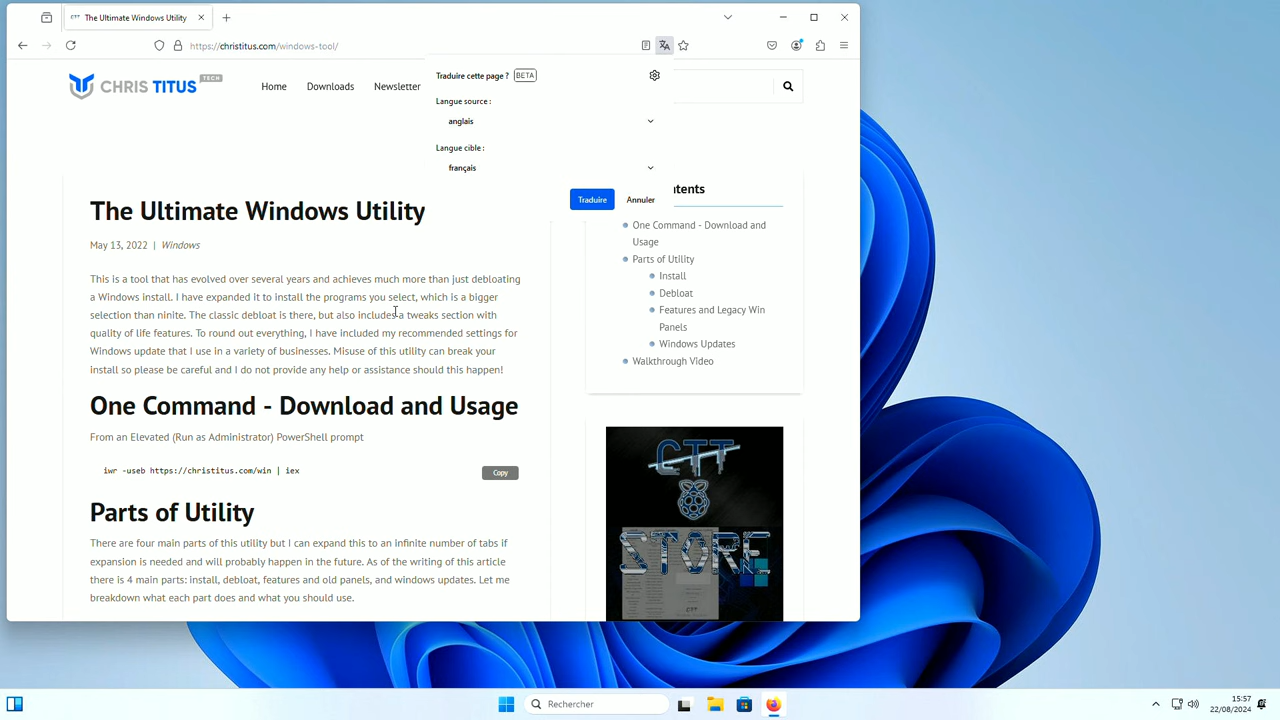 The Ultimate Windows Utility
https://christitus.com/windows-tool/
CHRIS TITUS TECH
Home
Downloads
Newsletter
Traduire cette page ? BETA
Langue source :
anglais
Langue cible :
français
Traduire
Annuler
The Ultimate Windows Utility
May 13, 2022 | Windows
This is a tool that has evolved over several years and achieves much more than just debloating
a Windows install. I have expanded it to install the programs you select, which is a bigger
selection than ninite. The classic debloat is there, but also includes a tweaks section with
quality of life features. To round out everything, I have included my recommended settings for
Windows update that I use in a variety of businesses. Misuse of this utility can break your
install so please be careful and I do not provide any help or assistance should this happen!
One Command - Download and Usage
From an Elevated (Run as Administrator) PowerShell prompt
iwr -useb https://christitus.com/win | iex
Copy
Parts of Utility
There are four main parts of this utility but I can expand this to an infinite number of tabs if
expansion is needed and will probably happen in the future. As of the writing of this article
there is 4 main parts: install, debloat, features and old panels, and windows updates. Let me
breakdown what each part does and what you should use.
ntents
One Command - Download and
Usage
Parts of Utility
Install
Debloat
Features and Legacy Win
Panels
Windows Updates
Walkthrough Video
CTT
STORE
CTT
Rechercher
15:57
22/08/2024